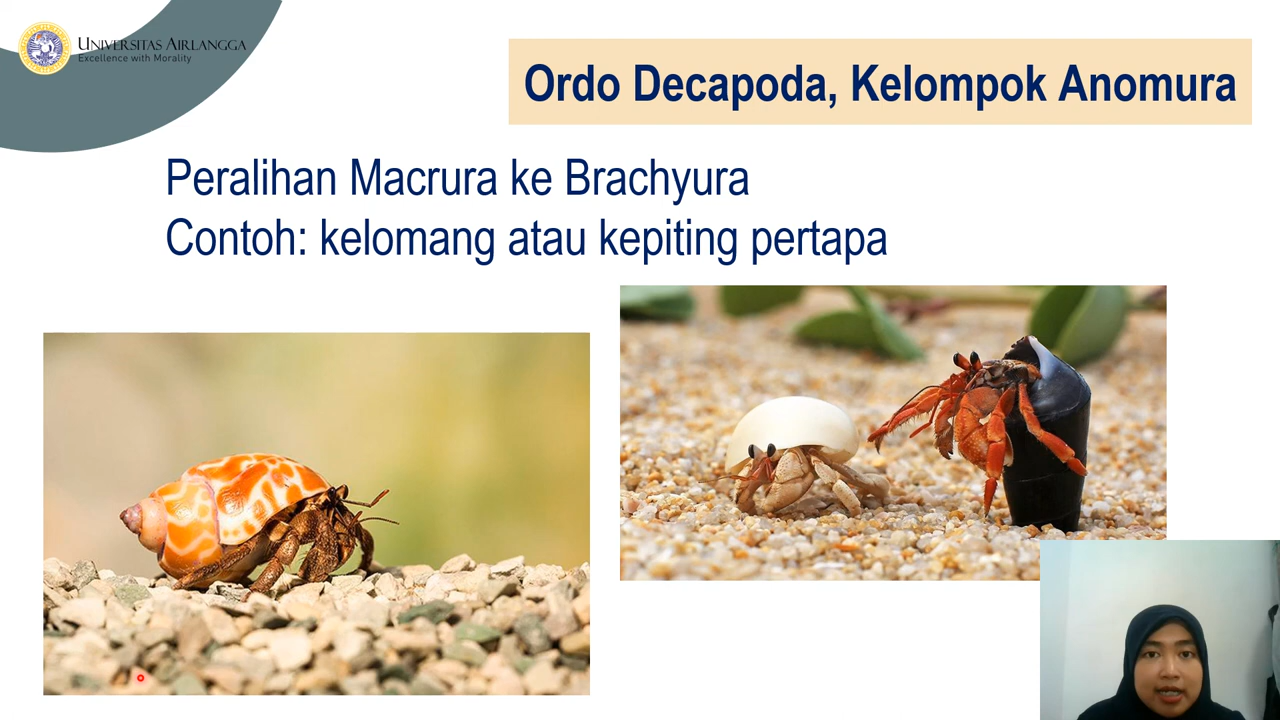 UNIVERSITAS AIRLANGGA
Excellence with Morality
Ordo Decapoda, Kelompok Anomura
Peralihan Macrura ke Brachyura
Contoh: kelomang atau kepiting pertapa